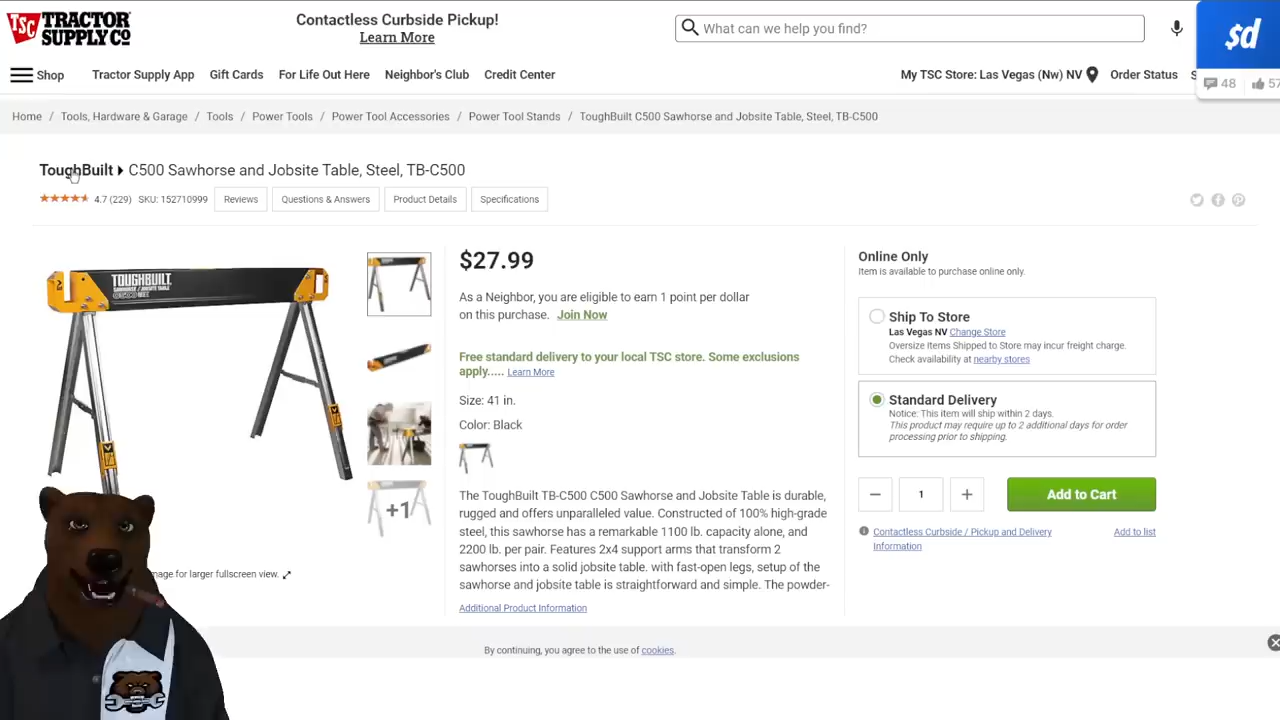 TSC TRACTOR SUPPLY CO
Contactless Curbside Pickup!
Learn More
What can we help you find?
$d
48
57
Shop
Tractor Supply App
Gift Cards
For Life Out Here
Neighbor's Club
Credit Center
My TSC Store: Las Vegas (Nw) NV
Order Status
S
Home / Tools, Hardware & Garage / Tools / Power Tools / Power Tool Accessories / Power Tool Stands / ToughBuilt C500 Sawhorse and Jobsite Table, Steel, TB-C500
ToughBuilt C500 Sawhorse and Jobsite Table, Steel, TB-C500
4.7 (229) SKU: 152710999
Reviews
Questions & Answers
Product Details
Specifications
TOUGHBUILT
$27.99
As a Neighbor, you are eligible to earn 1 point per dollar
on this purchase. Join Now
Free standard delivery to your local TSC store. Some exclusions
apply..... Learn More
Size: 41 in.
Color: Black
+1
The ToughBuilt TB-C500 C500 Sawhorse and Jobsite Table is durable,
rugged and offers unparalleled value. Constructed of 100% high-grade
steel, this sawhorse has a remarkable 1100 lb. capacity alone, and
2200 lb. per pair. Features 2x4 support arms that transform 2
sawhorses into a solid jobsite table. with fast-open legs, setup of the
sawhorse and jobsite table is straightforward and simple. The powder-
Additional Product Information
mage for larger fullscreen view.
Online Only
Item is available to purchase online only.
Ship To Store
Las Vegas NV Change Store
Oversize Items Shipped to Store may incur freight charge.
Check availability at nearby stores
Standard Delivery
Notice: This item will ship within 2 days.
This product may require up to 2 additional days for order
processing prior to shipping.
1
Add to Cart
Contactless Curbside / Pickup and Delivery
Information
Add to list
By continuing, you agree to the use of cookies.